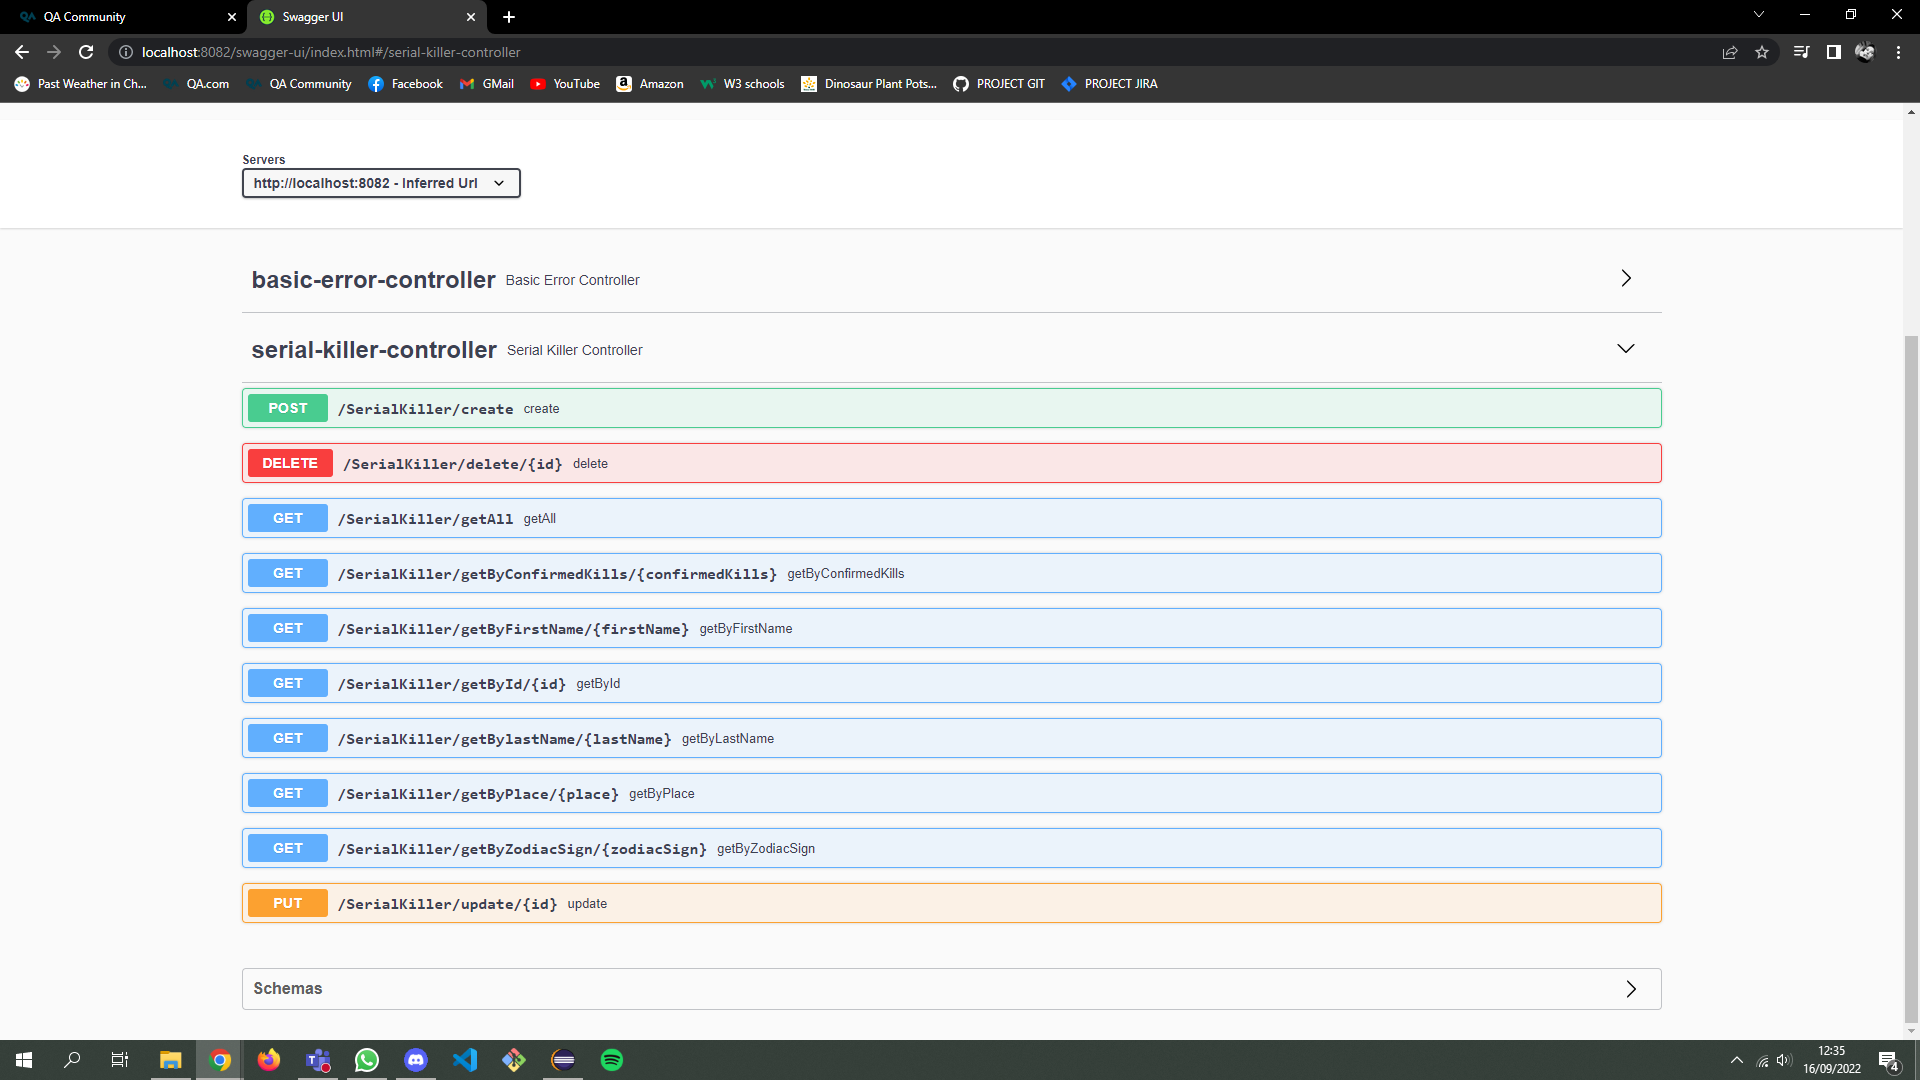 QA Community
Swagger UI
localhost:8082/swagger-ui/index.html#/serial-killer-controller
Past Weather in Ch... QA.com QA Community Facebook GMail YouTube Amazon W3 schools Dinosaur Plant Pots... PROJECT GIT PROJECT JIRA
Servers
http://localhost:8082 - Inferred Url
basic-error-controller Basic Error Controller
serial-killer-controller Serial Killer Controller
POST /SerialKiller/create create
DELETE /SerialKiller/delete/{id} delete
GET /SerialKiller/getAll getAll
GET /SerialKiller/getByConfirmedKills/{confirmedKills} getByConfirmedKills
GET /SerialKiller/getByFirstName/{firstName} getByFirstName
GET /SerialKiller/getById/{id} getById
GET /SerialKiller/getBylastName/{lastName} getByLastName
GET /SerialKiller/getByPlace/{place} getByPlace
GET /SerialKiller/getByZodiacSign/{zodiacSign} getByZodiacSign
PUT /SerialKiller/update/{id} update
Schemas
12:35
16/09/2022
4